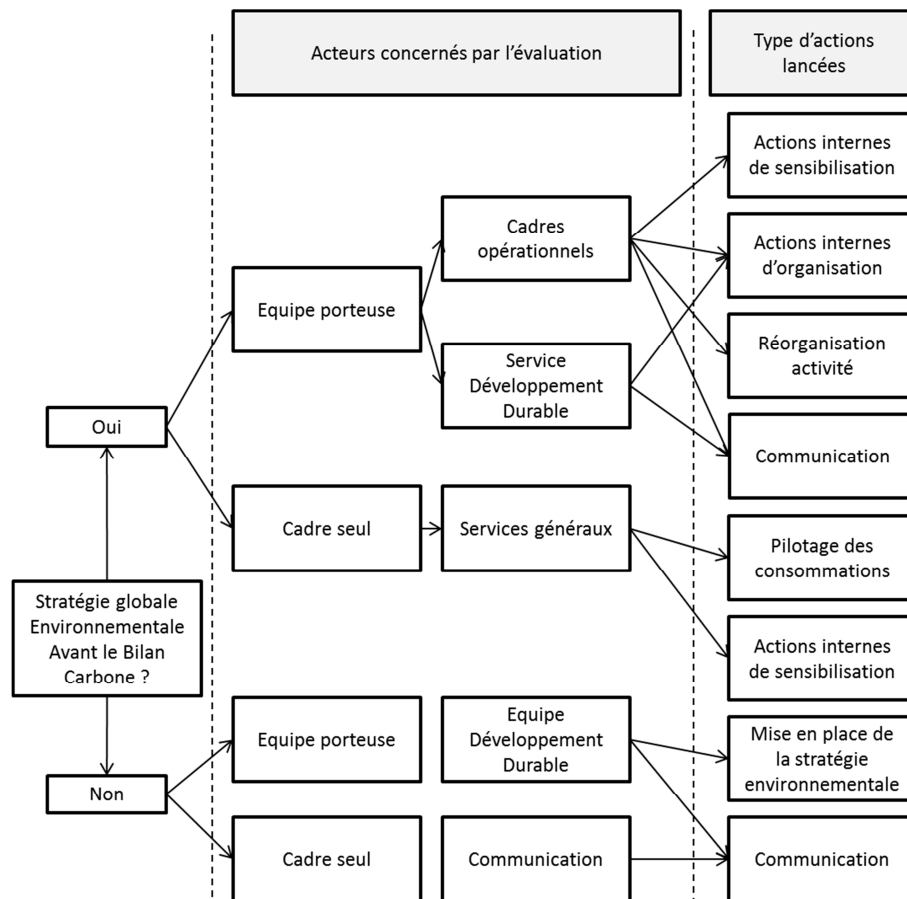 Acteurs concernés par l’évaluation
Type d’actions
lancées
Actions internes
de sensibilisation
Cadres
opérationnels
Actions internes
d’organisation
Equipe porteuse
Réorganisation
activité
Service
Développement
Durable
Oui
Communication
Cadre seul
Services généraux
Pilotage des
consommations
Stratégie globale
Environnementale
Avant le Bilan
Carbone ?
Actions internes
de sensibilisation
Equipe porteuse
Equipe
Développement
Durable
Mise en place de
la stratégie
environnementale
Non
Cadre seul
Communication
Communication